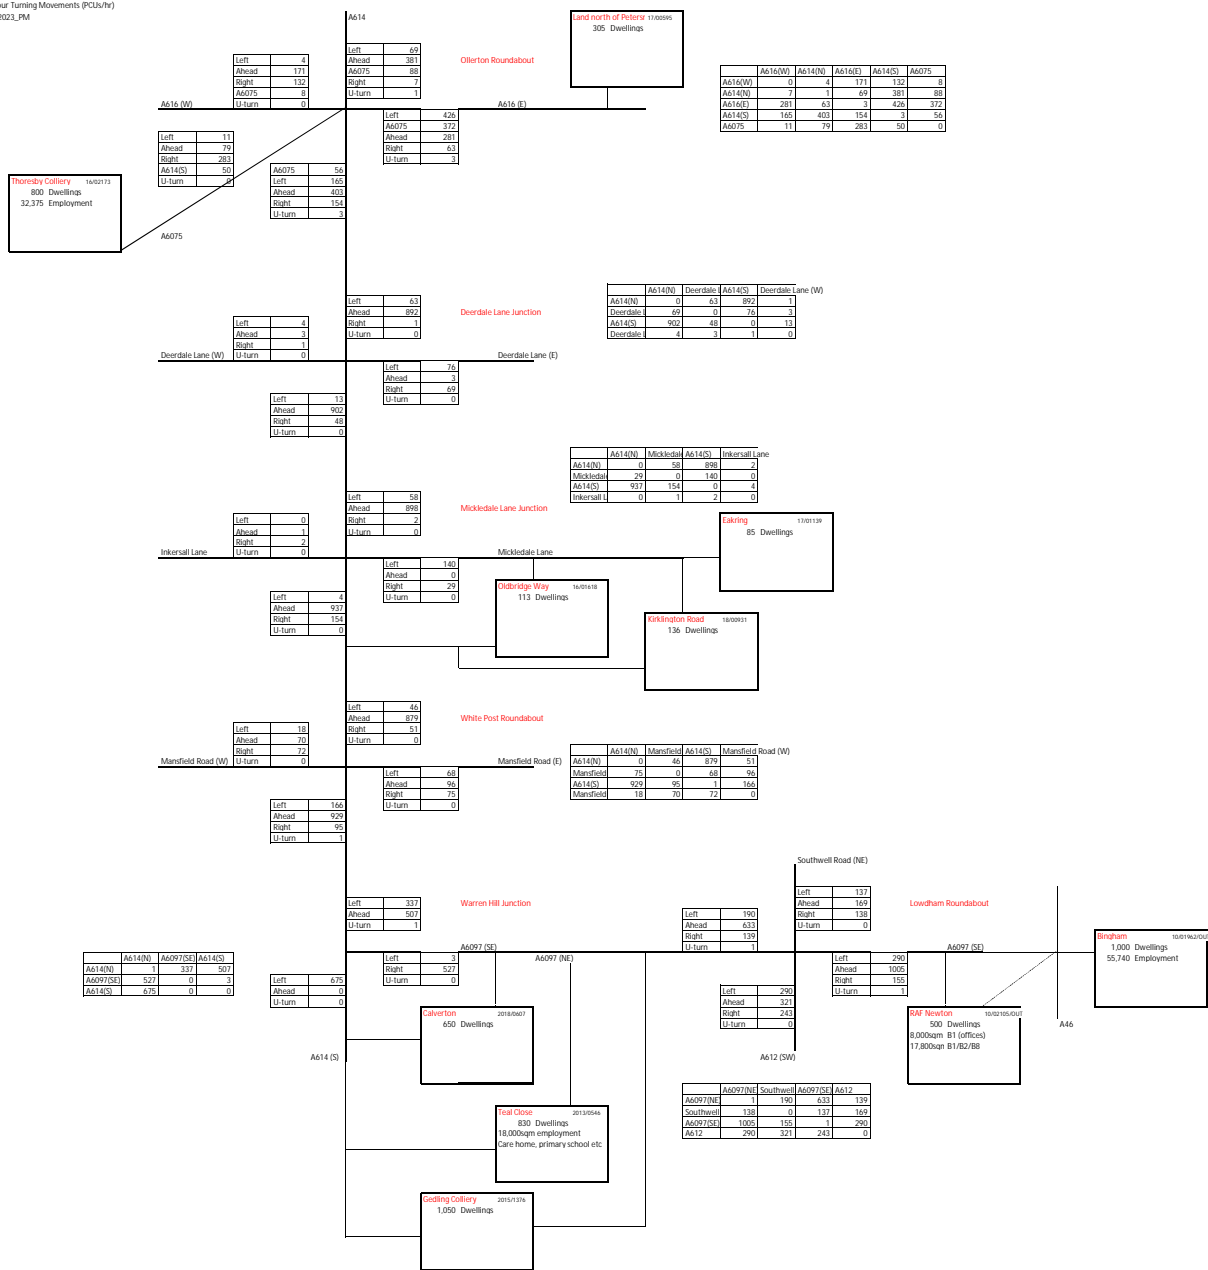 our Turning Movements (PCUs/hr)
2023_PM
A614
Land north of Petersr 17/00595
305 Dwellings
Left 69
Ahead 381
A6075 88
Right 7
U-turn 1
Ollerton Roundabout
Left 4
Ahead 171
Right 132
A6075 8
U-turn 0
A616(W) A614(N) A616(E) A614(S) A6075
A616(W) 0 4 171 132 8
A614(N) 7 1 69 381 88
A616(E) 281 63 3 426 372
A614(S) 165 403 154 3 56
A6075 11 79 283 50 0
A616 (W)
A616 (E)
Left 426
A6075 372
Ahead 281
Right 63
U-turn 3
Left 11
Ahead 79
Right 283
A614(S) 50
U-turn 0
A6075 56
Left 165
Ahead 403
Right 154
U-turn 3
Thoresby Colliery 16/02173
800 Dwellings
32,375 Employment
A6075
Left 63
Ahead 892
Right 1
U-turn 0
Deerdale Lane Junction
A614(N) Deerdale L A614(S) Deerdale Lane (W)
A614(N) 0 63 892 1
Deerdale L 69 0 76 3
A614(S) 902 48 0 13
Deerdale L 4 3 1 0
Left 4
Ahead 3
Right 1
U-turn 0
Deerdale Lane (W)
Deerdale Lane (E)
Left 76
Ahead 3
Right 69
U-turn 0
Left 13
Ahead 902
Right 48
U-turn 0
A614(N) Mickledale A614(S) Inkersall Lane
A614(N) 0 58 898 2
Mickledale 29 0 140 0
A614(S) 937 154 0 4
Inkersall L 0 1 2 0
Left 58
Ahead 898
Right 2
U-turn 0
Mickledale Lane Junction
Left 0
Ahead 1
Right 2
U-turn 0
Eakring 17/01139
85 Dwellings
Inkersall Lane
Mickledale Lane
Left 140
Ahead 0
Right 29
U-turn 0
Oldbridge Way 16/01618
113 Dwellings
Left 4
Ahead 937
Right 154
U-turn 0
Kirklington Road 18/00931
136 Dwellings
Left 46
Ahead 879
Right 51
U-turn 0
White Post Roundabout
Left 18
Ahead 70
Right 72
U-turn 0
Mansfield Road (W)
Mansfield Road (E)
A614(N) Mansfield A614(S) Mansfield Road (W)
A614(N) 0 46 879 51
Mansfield 75 0 68 96
A614(S) 929 95 1 166
Mansfield 18 70 72 0
Left 68
Ahead 96
Right 75
U-turn 0
Left 166
Ahead 929
Right 95
U-turn 1
Southwell Road (NE)
Left 337
Ahead 507
U-turn 1
Warren Hill Junction
Left 137
Ahead 169
Right 138
U-turn 0
Lowdham Roundabout
Left 190
Ahead 633
Right 139
U-turn 1
A6097 (SE)
A6097 (NE)
A6097 (SE)
Bingham 10/01962/OUT
1,000 Dwellings
55,740 Employment
A614(N) A6097(SE) A614(S)
A614(N) 1 337 507
A6097(SE) 527 0 3
A614(S) 675 0 0
Left 3
Right 527
U-turn 0
Left 675
Ahead 0
U-turn 0
Left 290
Ahead 1005
Right 155
U-turn 1
Left 290
Ahead 321
Right 243
U-turn 0
Calverton 2018/0607
650 Dwellings
RAF Newton 10/02105/OUT
500 Dwellings
8,000sqm B1 (offices)
17,800sqn B1/B2/B8
A46
A614 (S)
A612 (SW)
A6097(NE Southwell A6097(SE) A612
A6097(NE) 1 190 633 139
Southwell 138 0 137 169
A6097(SE) 1005 155 1 290
A612 290 321 243 0
Teal Close 2013/0546
830 Dwellings
18,000sqm employment
Care home, primary school etc
Gedling Colliery 2015/1376
1,050 Dwellings